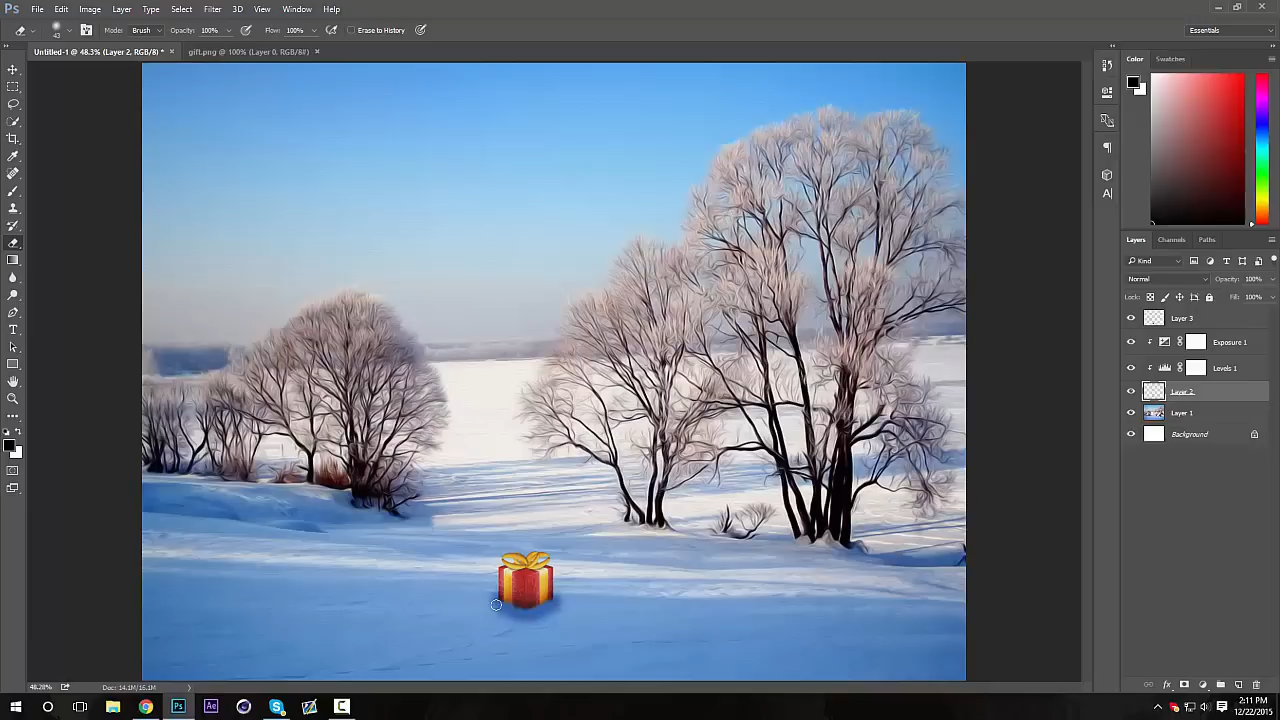 Ps File Edit Image Layer Type Select Filter 3D View Window Help
43 Mode: Brush Opacity: 100% Flow: 100% Erase to History Essentials
Untitled-1 @ 48.3% (Layer 2, RGB/8) * × gift.png @ 100% (Layer 0, RGB/8#) ×
Color Swatches
Layers Channels Paths
Kind
Normal Opacity: 100%
Lock: Fill: 100%
Layer 3
Exposure 1
Levels 1
Layer 2
Layer 1
Background
48.28% Doc: 14.1M/16.1M
2:11 PM
12/22/2015